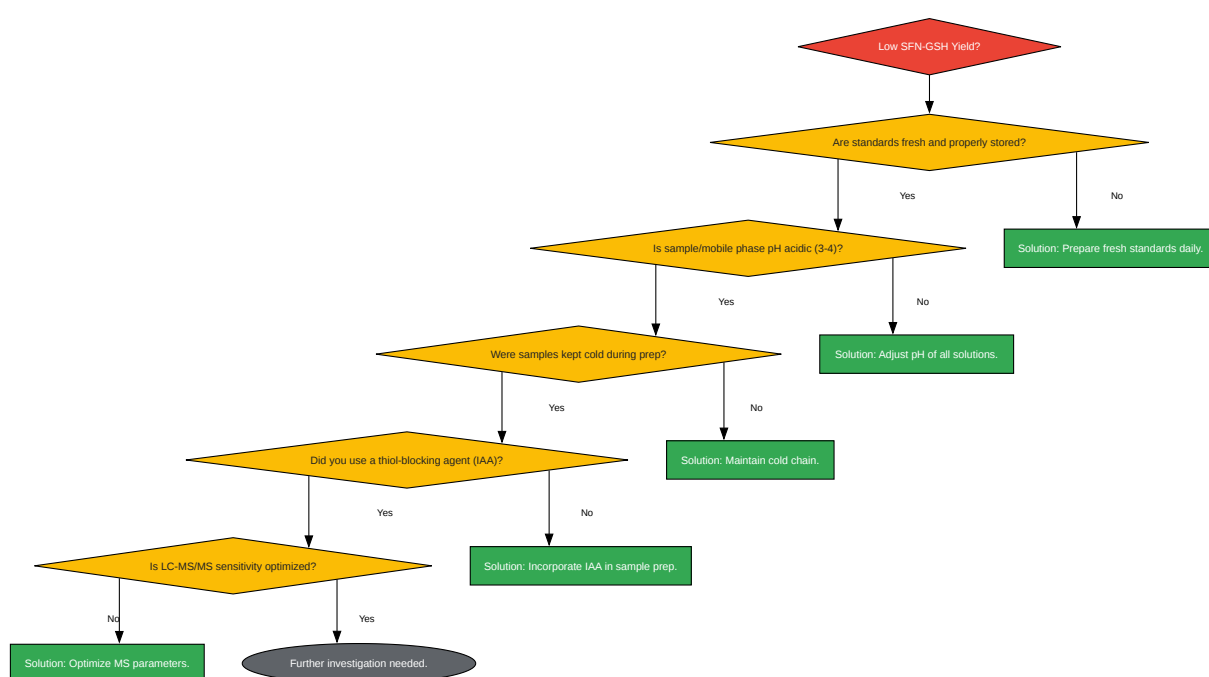 Low SFN-GSH Yield?
Are standards fresh and properly stored?
Yes
No
Is sample/mobile phase pH acidic (3-4)?
Solution: Prepare fresh standards daily.
Yes
No
Were samples kept cold during prep?
Solution: Adjust pH of all solutions.
Yes
No
Did you use a thiol-blocking agent (IAA)?
Solution: Maintain cold chain.
Yes
No
Is LC-MS/MS sensitivity optimized?
Solution: Incorporate IAA in sample prep.
No
Yes
Solution: Optimize MS parameters.
Further investigation needed.